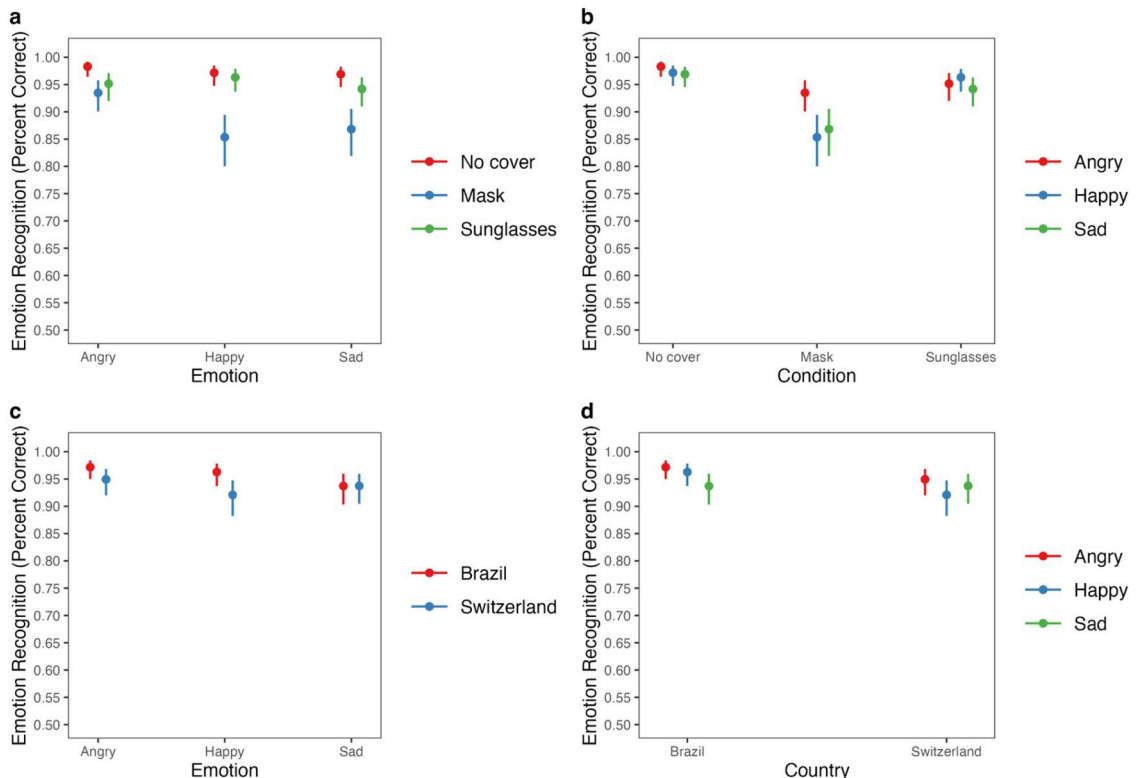 a
Emotion Recognition (Percent Correct)
1.00
0.95
0.90
0.85
0.80
0.75
0.70
0.65
0.60
0.55
0.50
Angry Happy Sad
Emotion
No cover
Mask
Sunglasses
b
Emotion Recognition (Percent Correct)
1.00
0.95
0.90
0.85
0.80
0.75
0.70
0.65
0.60
0.55
0.50
No cover Mask Sunglasses
Condition
Angry
Happy
Sad
c
Emotion Recognition (Percent Correct)
1.00
0.95
0.90
0.85
0.80
0.75
0.70
0.65
0.60
0.55
0.50
Angry Happy Sad
Emotion
Brazil
Switzerland
d
Emotion Recognition (Percent Correct)
1.00
0.95
0.90
0.85
0.80
0.75
0.70
0.65
0.60
0.55
0.50
Brazil Switzerland
Country
Angry
Happy
Sad